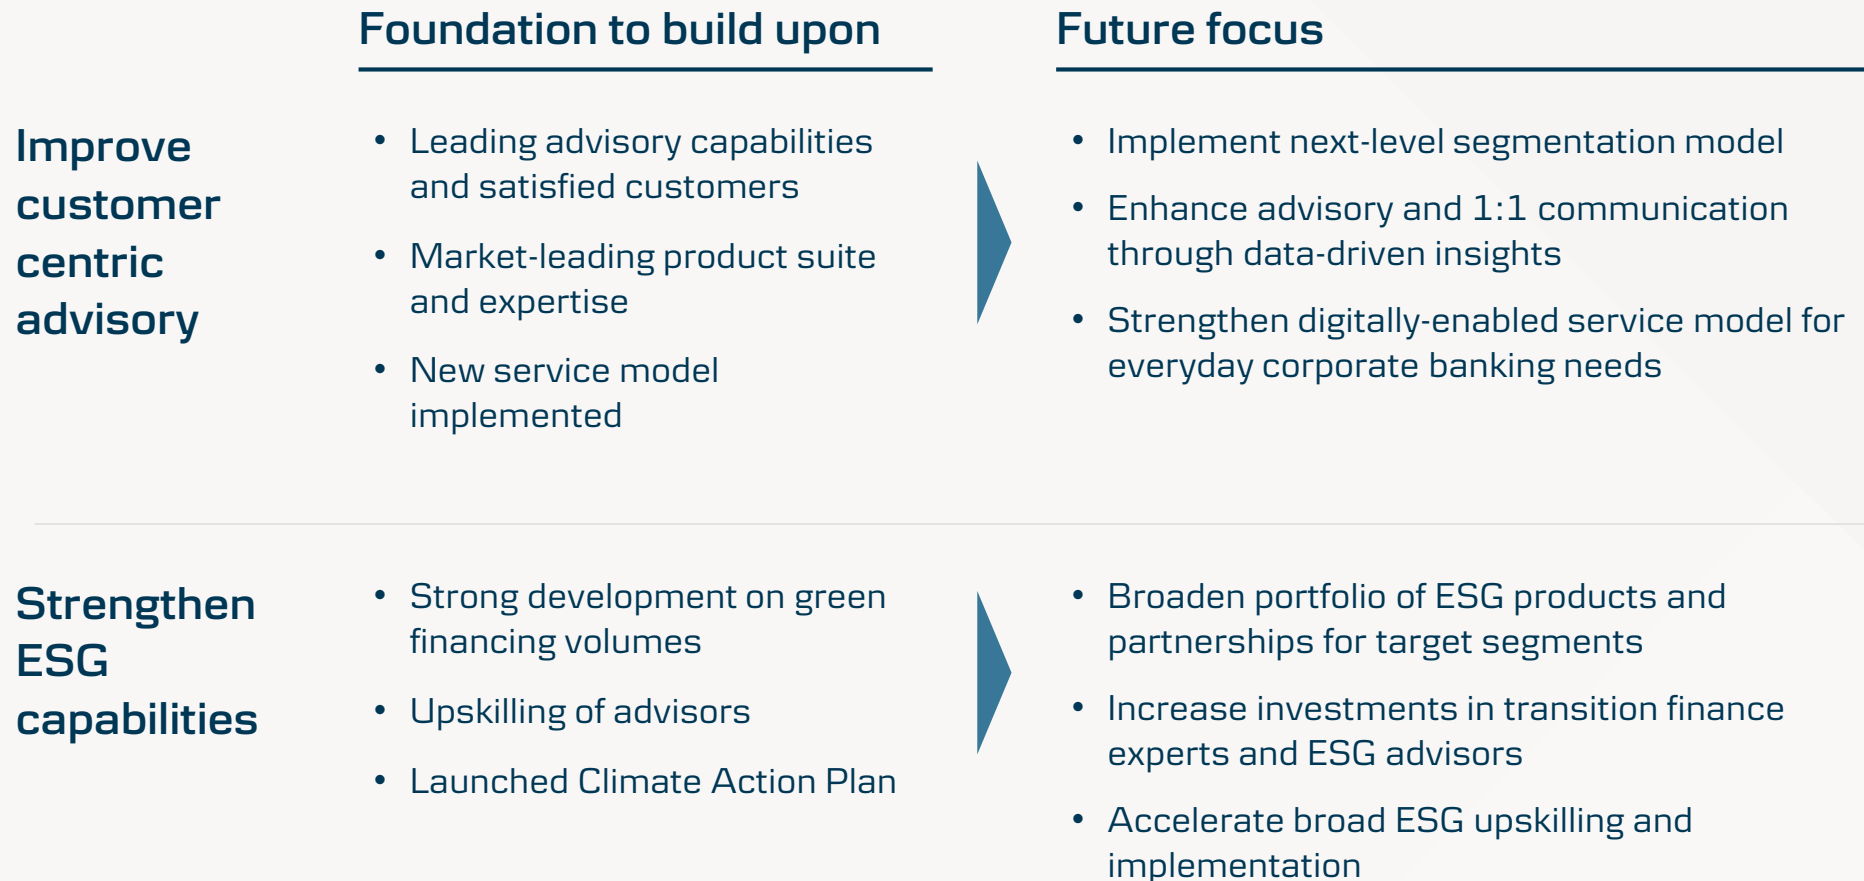 Foundation to build upon
Future focus
Improve
customer
centric
advisory
• Leading advisory capabilities
and satisfied customers
• Market-leading product suite
and expertise
• New service model
implemented
• Implement next-level segmentation model
• Enhance advisory and 1:1 communication
through data-driven insights
• Strengthen digitally-enabled service model for
everyday corporate banking needs
Strengthen
ESG
capabilities
• Strong development on green
financing volumes
• Upskilling of advisors
• Launched Climate Action Plan
• Broaden portfolio of ESG products and
partnerships for target segments
• Increase investments in transition finance
experts and ESG advisors
• Accelerate broad ESG upskilling and
implementation